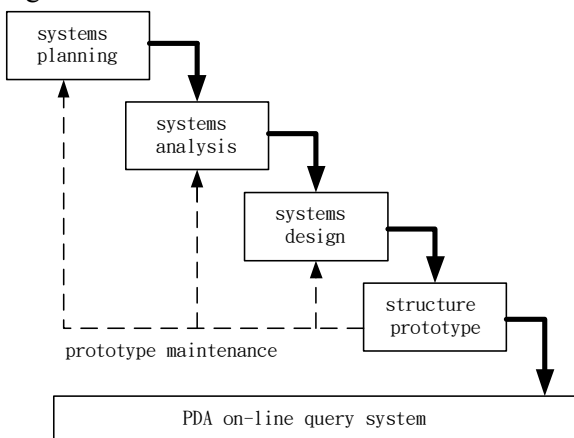 systems
planning
systems
analysis
systems
design
structure
prototype
prototype maintenance
PDA on-line query system